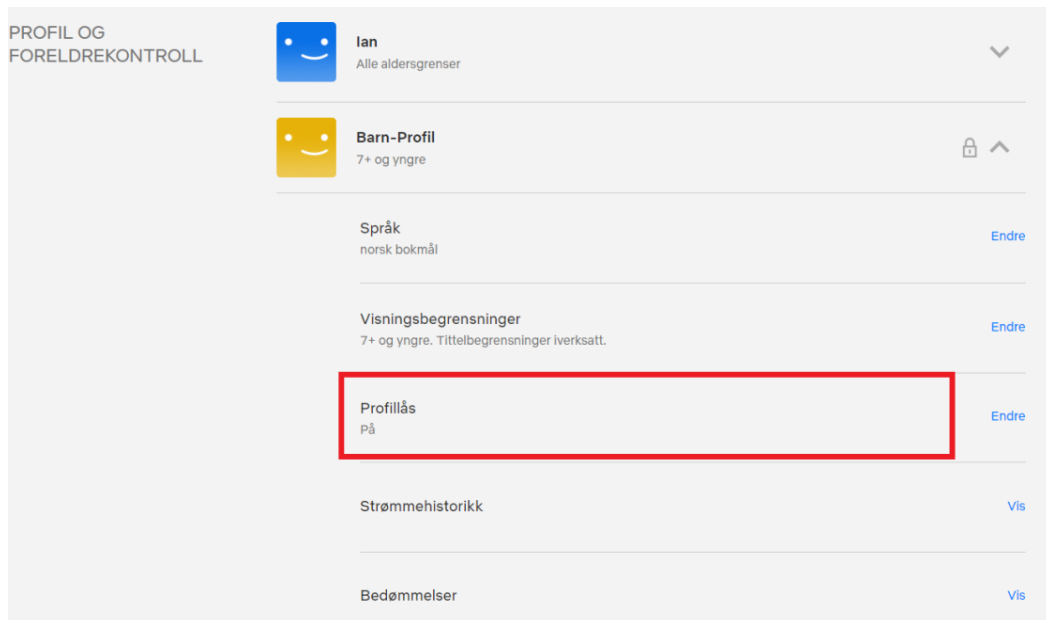 PROFIL OG
FORELDREKONTROLL
Ian
Alle aldersgrenser
Barn-Profil
7+ og yngre
Språk
norsk bokmål
Endre
Visningsbegrensninger
7+ og yngre. Tittelbegrensninger iverksatt.
Endre
Profillås
På
Endre
Strømmehistorikk
Vis
Bedømmelser
Vis